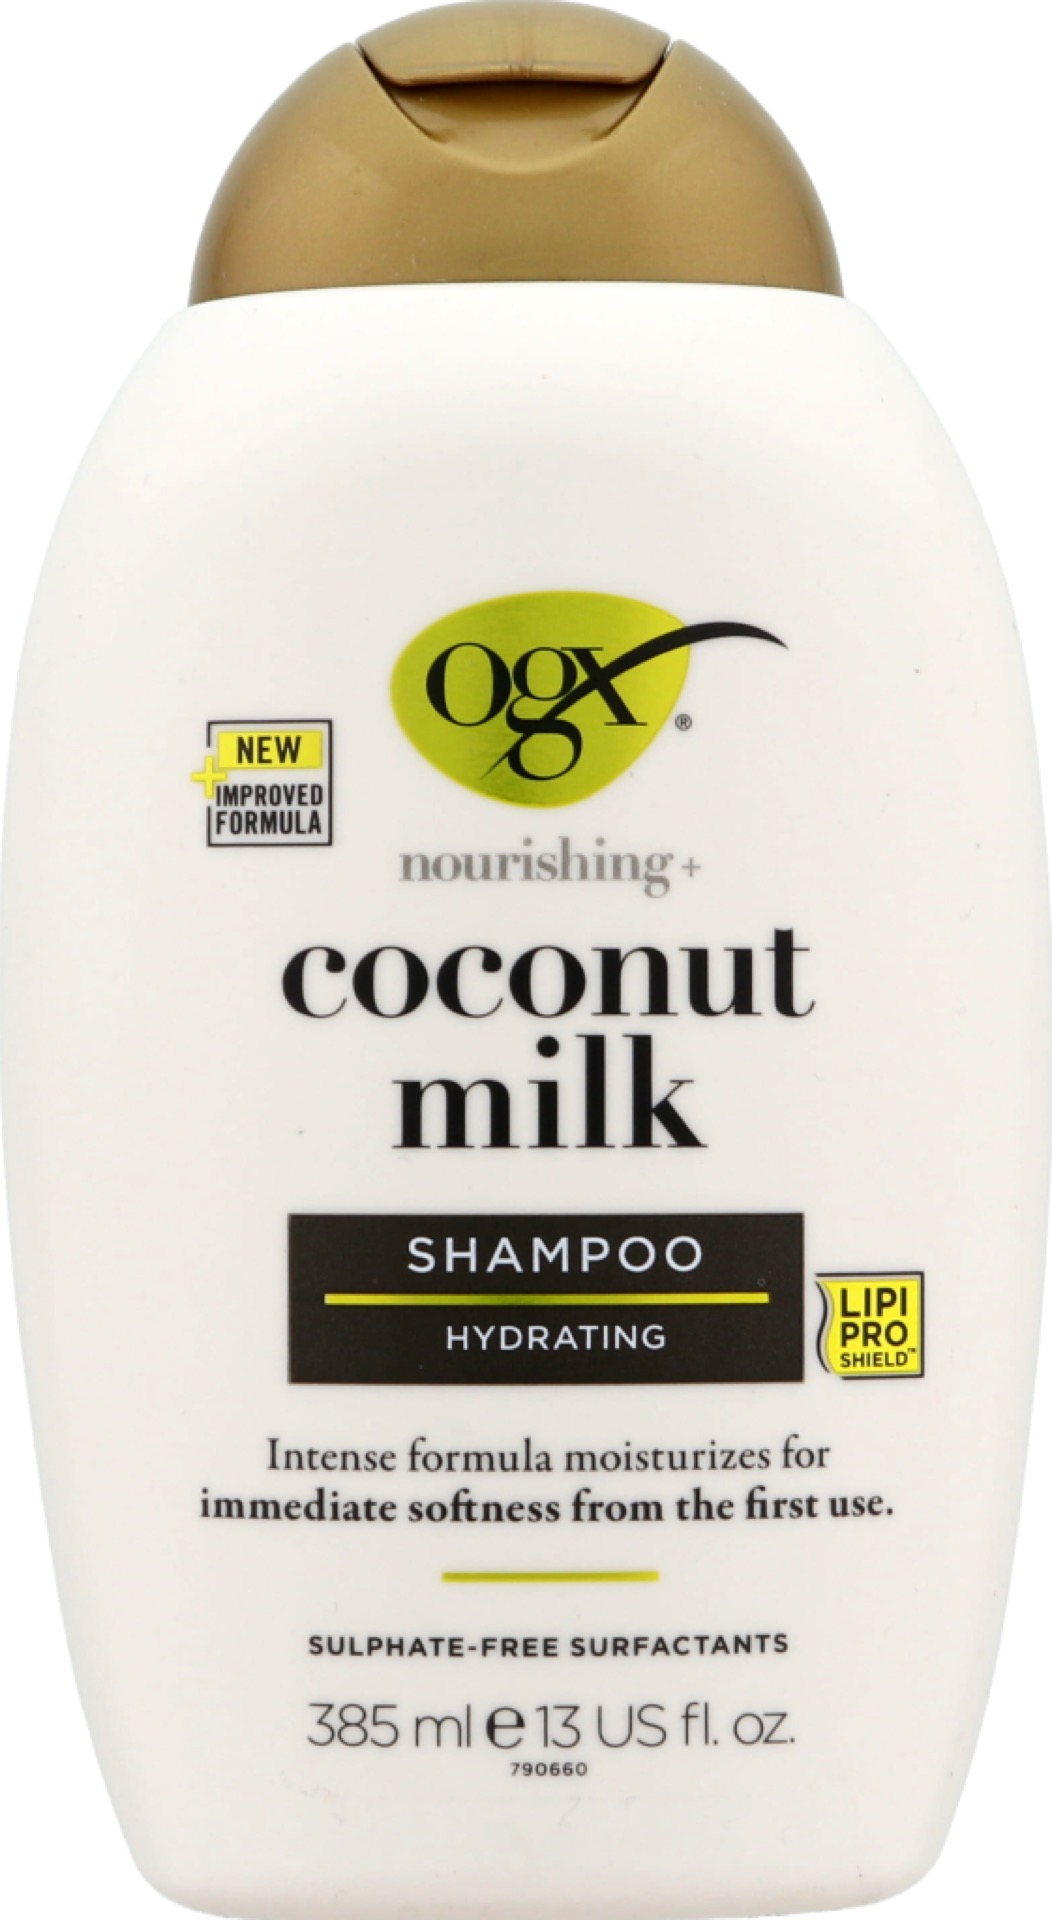 ogx®
NEW
+IMPROVED
FORMULA
nourishing+
coconut
milk
SHAMPOO
HYDRATING
LIPI
PRO
SHIELD™
Intense formula moisturizes for
immediate softness from the first use.
SULPHATE-FREE SURFACTANTS
385 ml e 13 US fl. oz.
790660